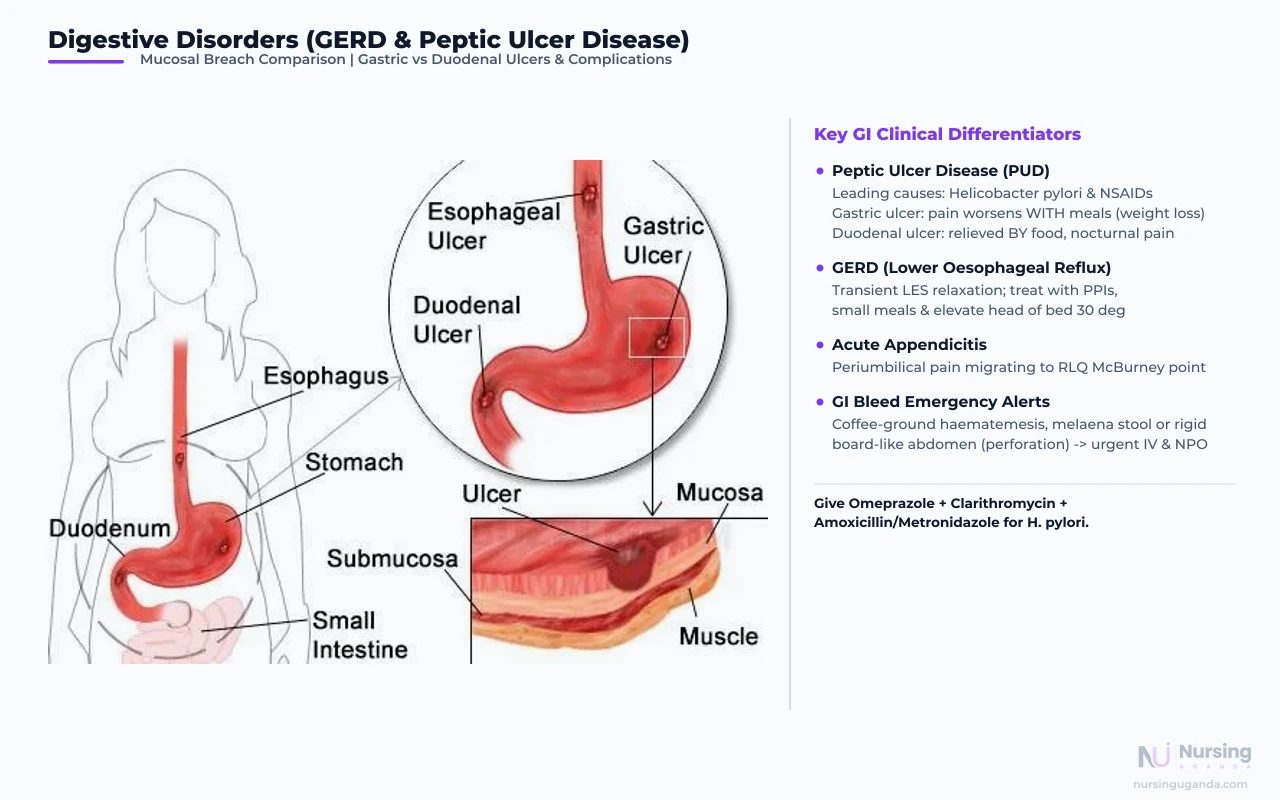 Digestive Disorders (GERD & Peptic Ulcer Disease)
Mucosal Breach Comparison | Gastric vs Duodenal Ulcers & Complications
Esophageal
Ulcer
Gastric
Ulcer
Duodenal
Ulcer
Esophagus
Stomach
Ulcer
Mucosa
Duodenum
Submucosa
Small
Intestine
Muscle
Key GI Clinical Differentiators
Peptic Ulcer Disease (PUD)
Leading causes: Helicobacter pylori & NSAIDs
Gastric ulcer: pain worsens WITH meals (weight loss)
Duodenal ulcer: relieved BY food, nocturnal pain
GERD (Lower Oesophageal Reflux)
Transient LES relaxation; treat with PPIs,
small meals & elevate head of bed 30 deg
Acute Appendicitis
Periumbilical pain migrating to RLQ McBurney point
GI Bleed Emergency Alerts
Coffee-ground haematemesis, melaena stool or rigid
board-like abdomen (perforation) -> urgent IV & NPO
Give Omeprazole + Clarithromycin +
Amoxicillin/Metronidazole for H. pylori.
NU Nursing
UGANDA
nursinguganda.com